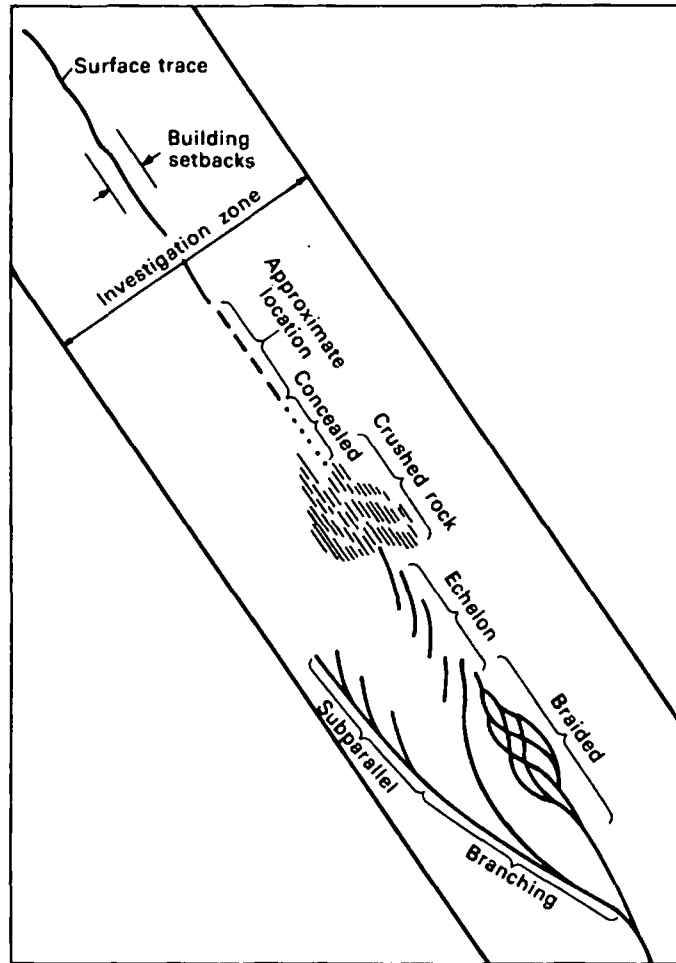 Surface trace
Building
setbacks
Investigation zone
Approximate
location
Concealed
Crushed rock
Echelon
Braided
Subparallel
Branching